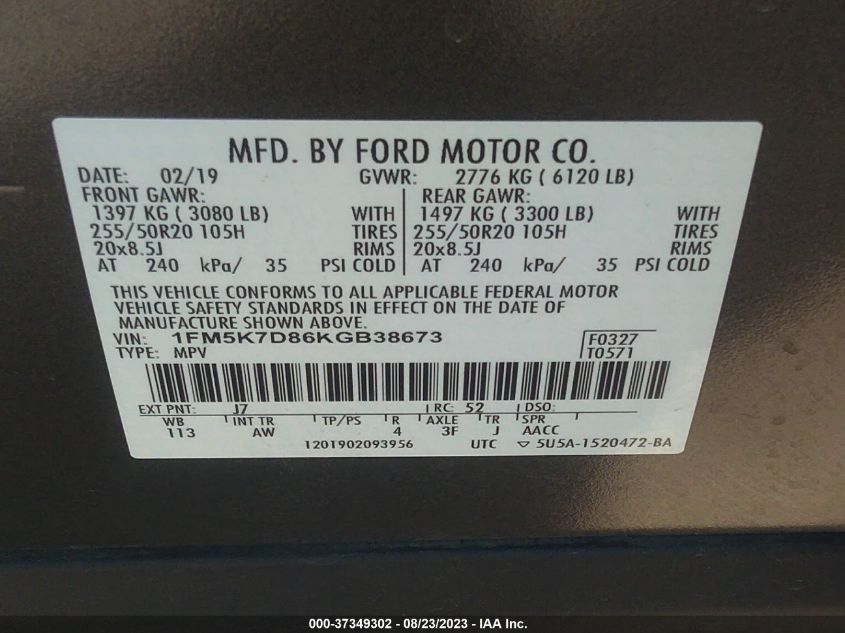 MFD. BY FORD MOTOR CO.
DATE: 02/19 GVWR: 2776 KG ( 6120 LB)
FRONT GAWR: REAR GAWR:
1397 KG ( 3080 LB) WITH 1497 KG ( 3300 LB) WITH
255/50R20 105H TIRES 255/50R20 105H TIRES
20x8.5J RIMS 20x8.5J RIMS
AT 240 kPa/ 35 PSI COLD AT 240 kPa/ 35 PSI COLD
THIS VEHICLE CONFORMS TO ALL APPLICABLE FEDERAL MOTOR
VEHICLE SAFETY STANDARDS IN EFFECT ON THE DATE OF
MANUFACTURE SHOWN ABOVE.
VIN: 1FM5K7D86KGB38673 F0327
TYPE: MPV T0571
EXT PNT: J7 RC: 52 DSO:
WB INT TR TP/PS R AXLE TR SPR
113 AW 4 3F J AACC
1201902093956 UTC ▽ 5U5A-1520472-BA
000-37349302 - 08/23/2023 - IAA Inc.